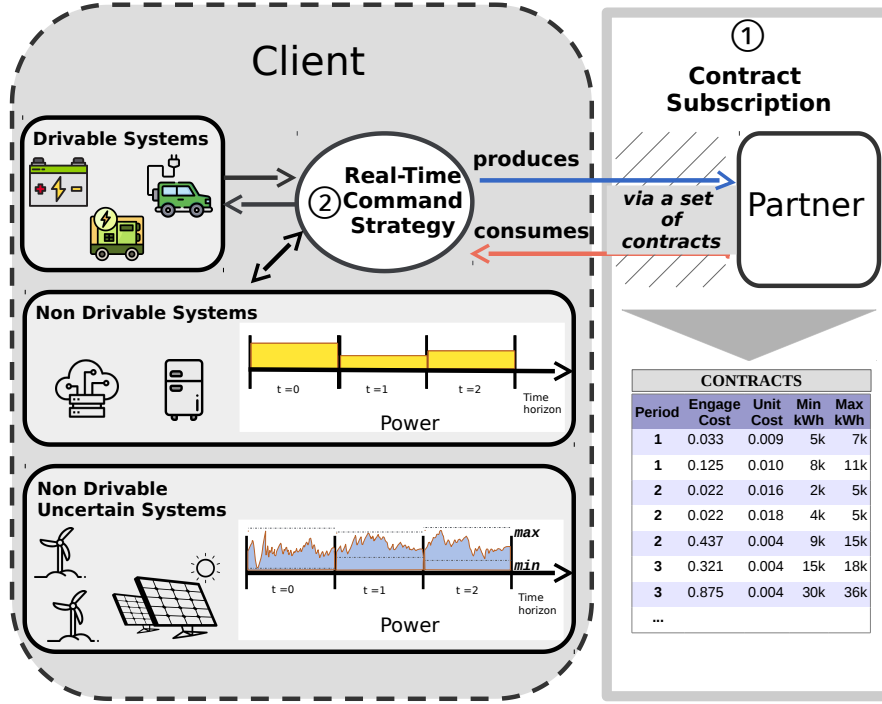 Client
Drivable Systems
②
Real-Time
Command
Strategy
produces
consumes
①
Contract
Subscription
via a set
of
contracts
Partner
Non Drivable Systems
t =0
t =1
t =2
Time
horizon
Power
Non Drivable
Uncertain Systems
max
min
t =0
t =1
t =2
Time
horizon
Power
CONTRACTS
Period Engage Cost Unit Cost Min kWh Max kWh
1 0.033 0.009 5k 7k
1 0.125 0.010 8k 11k
2 0.022 0.016 2k 5k
2 0.022 0.018 4k 5k
2 0.437 0.004 9k 15k
3 0.321 0.004 15k 18k
3 0.875 0.004 30k 36k
...